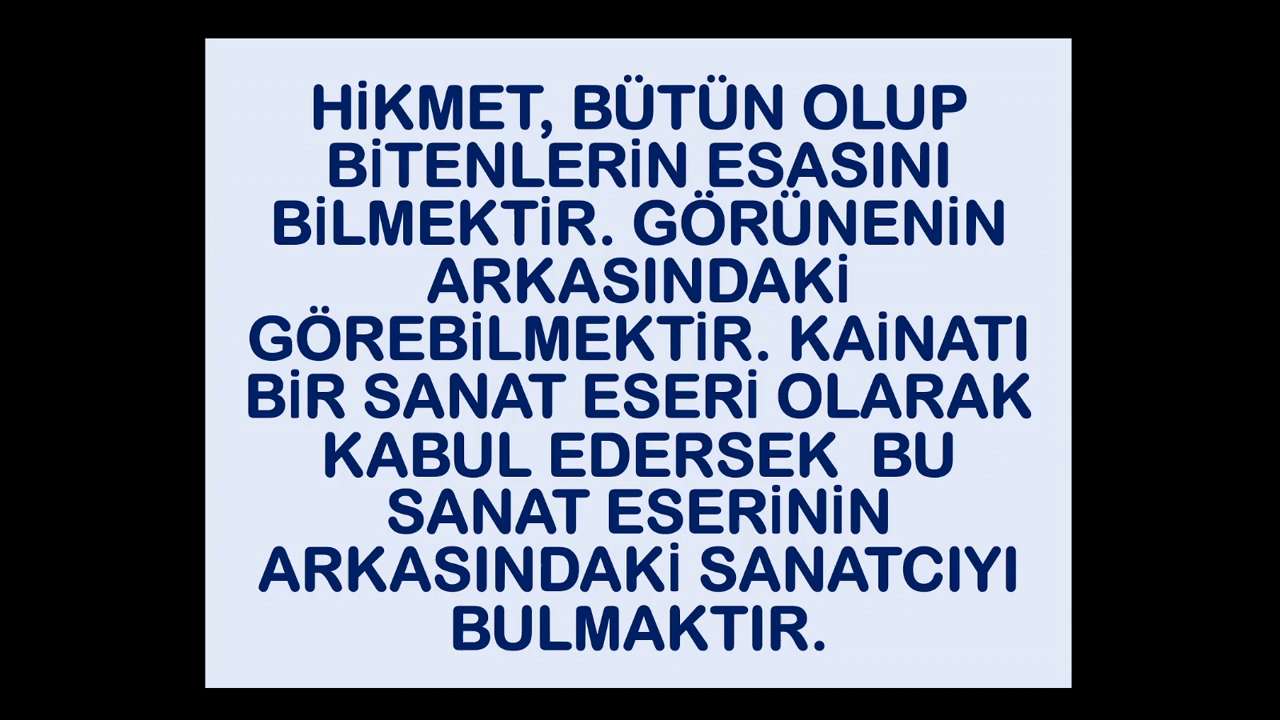 HİKMET, BÜTÜN OLUP
BİTENLERİN ESASINI
BİLMEKTİR. GÖRÜNENİN
ARKASINDAKİ
GÖREBİLMEKTİR. KAİNATI
BİR SANAT ESERİ OLARAK
KABUL EDERSEK  BU
SANAT ESERİNİN
ARKASINDAKİ SANATCIYI
BULMAKTIR.